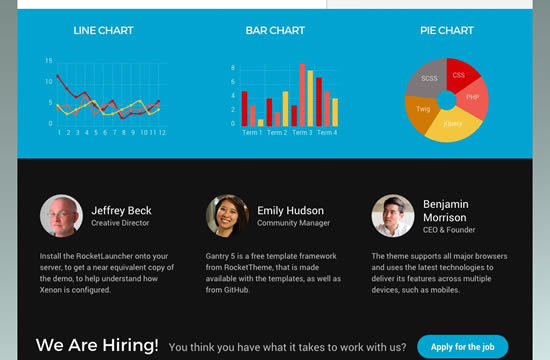 LINE CHART
BAR CHART
PIE CHART
15
10
5
0
1 2 3 4 5 6 7 8 9 10 11 12
8
6
4
2
0
Term 1 Term 2 Term 3 Term 4
SCSS
CSS
PHP
jQuery
Twig
Jeffrey Beck
Creative Director
Install the RocketLauncher onto your
server, to get a near equivalent copy of
the demo, to help understand how
Xenon is configured.
Emily Hudson
Community Manager
Gantry 5 is a free template framework
from RocketTheme, that is made
available with the templates, as well as
from GitHub.
Benjamin
Morrison
CEO & Founder
The theme supports all major browsers
and uses the latest technologies to
deliver its features across multiple
devices, such as mobiles.
We Are Hiring! You think you have what it takes to work with us? Apply for the job